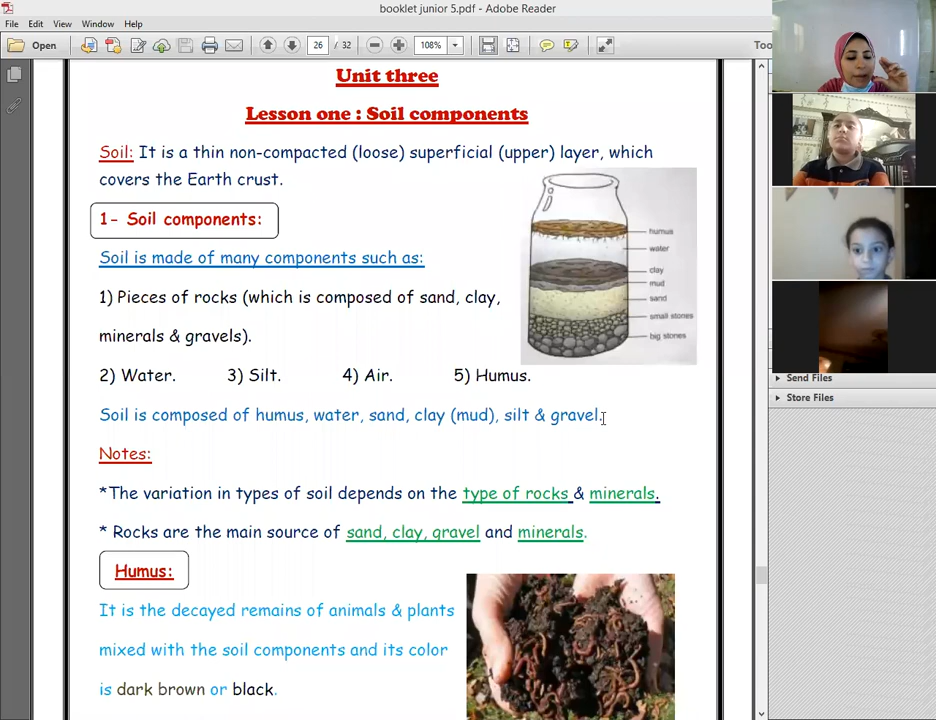 booklet junior 5.pdf - Adobe Reader
File Edit View Window Help
Open 26 / 32 108% Too
Unit three
Lesson one : Soil components
Soil: It is a thin non-compacted (loose) superficial (upper) layer, which
covers the Earth crust.
1- Soil components:
Soil is made of many components such as:
1) Pieces of rocks (which is composed of sand, clay,
minerals & gravels).
2) Water. 3) Silt. 4) Air. 5) Humus.
humus
water
clay
mud
sand
small stones
big stones
Soil is composed of humus, water, sand, clay (mud), silt & gravel.
Notes:
*The variation in types of soil depends on the type of rocks & minerals.
* Rocks are the main source of sand, clay, gravel and minerals.
Humus:
It is the decayed remains of animals & plants
mixed with the soil components and its color
is dark brown or black.
Send Files
Store Files